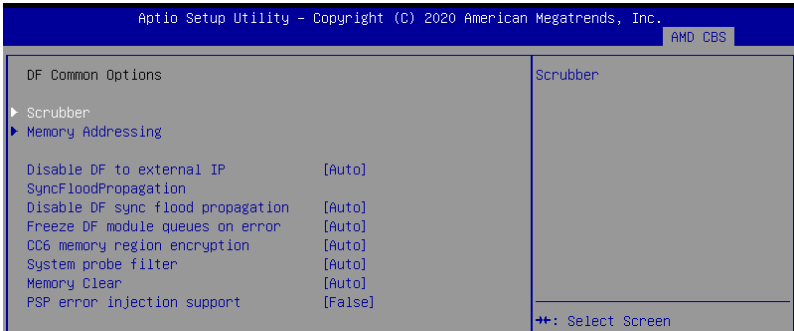 Aptio Setup Utility – Copyright (C) 2020 American Megatrends, Inc.
AMD CBS
DF Common Options
Scrubber
Scrubber
Memory Addressing
Disable DF to external IP [Auto]
SyncFloodPropagation
Disable DF sync flood propagation [Auto]
Freeze DF module queues on error [Auto]
CC6 memory region encryption [Auto]
System probe filter [Auto]
Memory Clear [Auto]
PSP error injection support [False]
→←: Select Screen